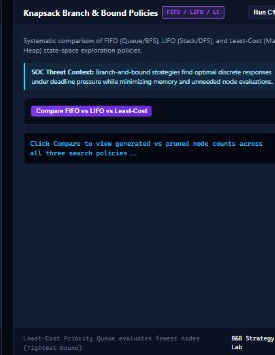 Knapsack Branch & Bound Policies
FIFO / LIFO / LC
Run C
Systematic comparison of FIFO (Queue/BFS), LIFO (Stack/DFS), and Least-Cost (Ma
Heap) state-space exploration policies.
SOC Threat Context: Branch-and-bound strategies find optimal discrete responses
under deadline pressure while minimizing memory and unneeded node evaluations.
Compare FIFO vs LIFO vs Least-Cost
Click Compare to view generated vs pruned node counts across
all three search policies...
Least-Cost Priority Queue evaluates fewest nodes
(Tightest bound)
B&B Strategy
Lab